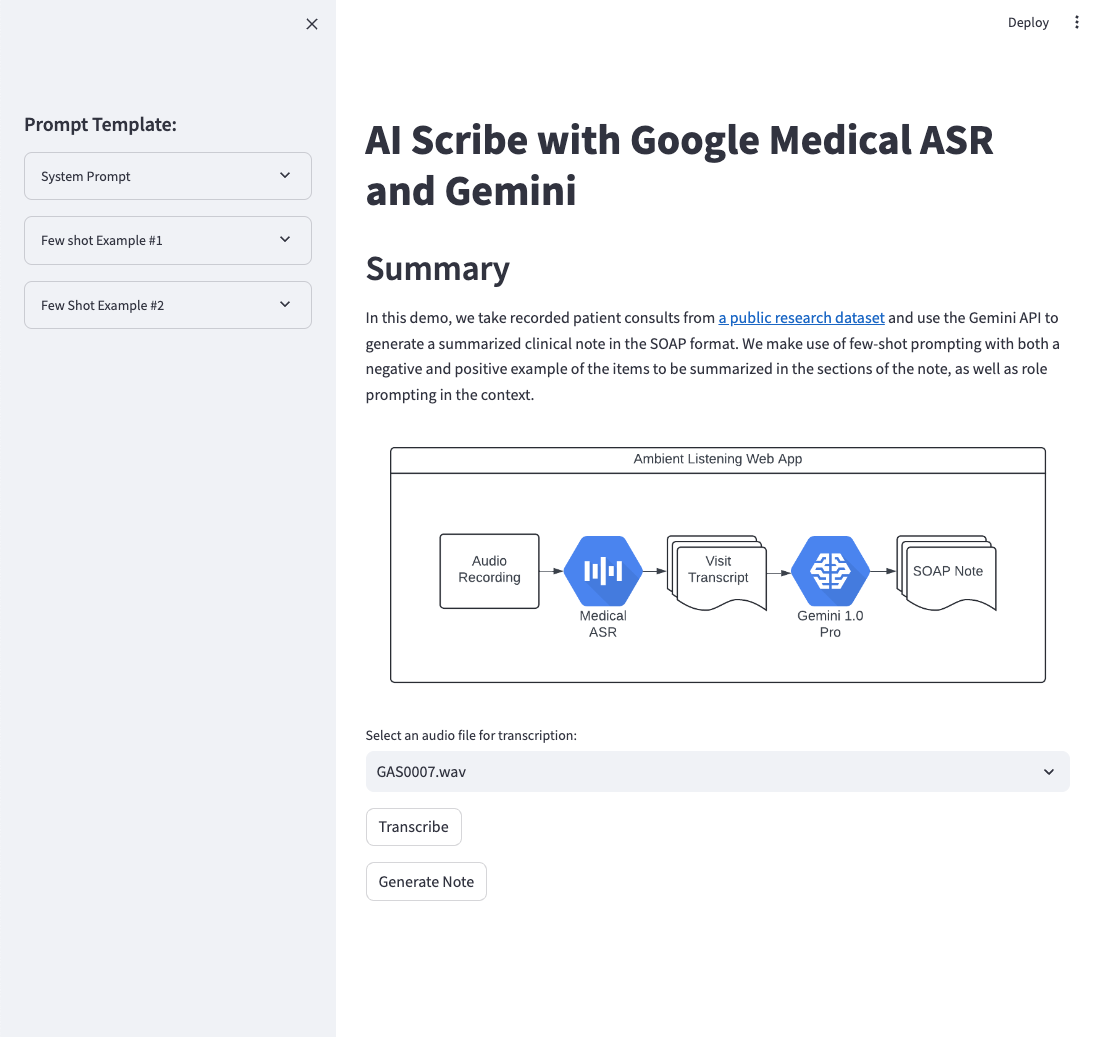 Deploy
Prompt Template:
System Prompt
Few shot Example #1
Few Shot Example #2
AI Scribe with Google Medical ASR
and Gemini
Summary
In this demo, we take recorded patient consults from a public research dataset and use the Gemini API to
generate a summarized clinical note in the SOAP format. We make use of few-shot prompting with both a
negative and positive example of the items to be summarized in the sections of the note, as well as role
prompting in the context.
Ambient Listening Web App
Audio
Recording
Medical
ASR
Visit
Transcript
Gemini 1.0
Pro
SOAP Note
Select an audio file for transcription:
GAS0007.wav
Transcribe
Generate Note